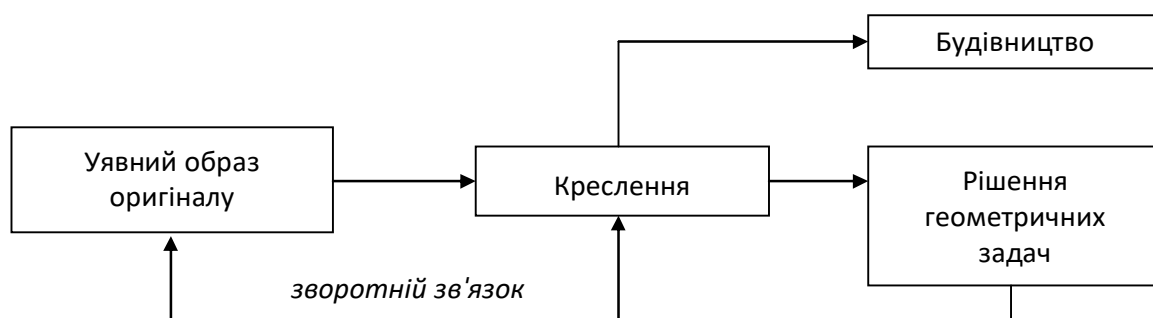 Будівництво
Уявний образ
оригіналу
Креслення
Рішення
геометричних
задач
зворотній зв'язок